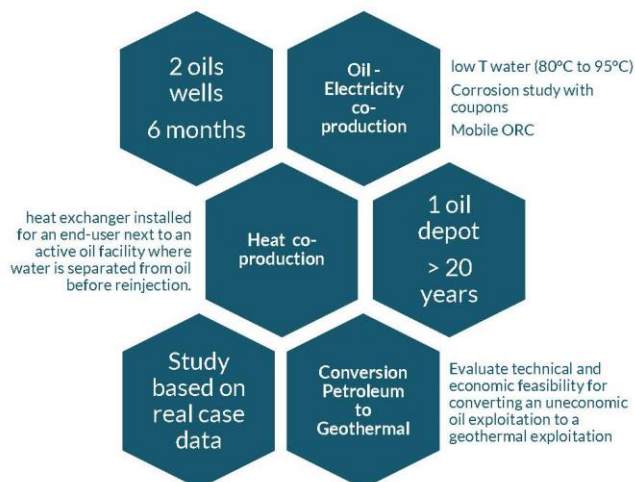 2 oils
wells
6 months
Oil -
Electricity
co-
production
low T water (80°C to 95°C)
Corrosion study with
coupons
Mobile ORC
heat exchanger installed
for an end-user next to an
active oil facility where
water is separated from oil
before reinjection.
Heat co-
production
1 oil
depot
> 20
years
Study
based on
real case
data
Conversion
Petroleum
to
Geothermal
Evaluate technical and
economic feasibility for
converting an uneconomic
oil exploitation to a
geothermal exploitation